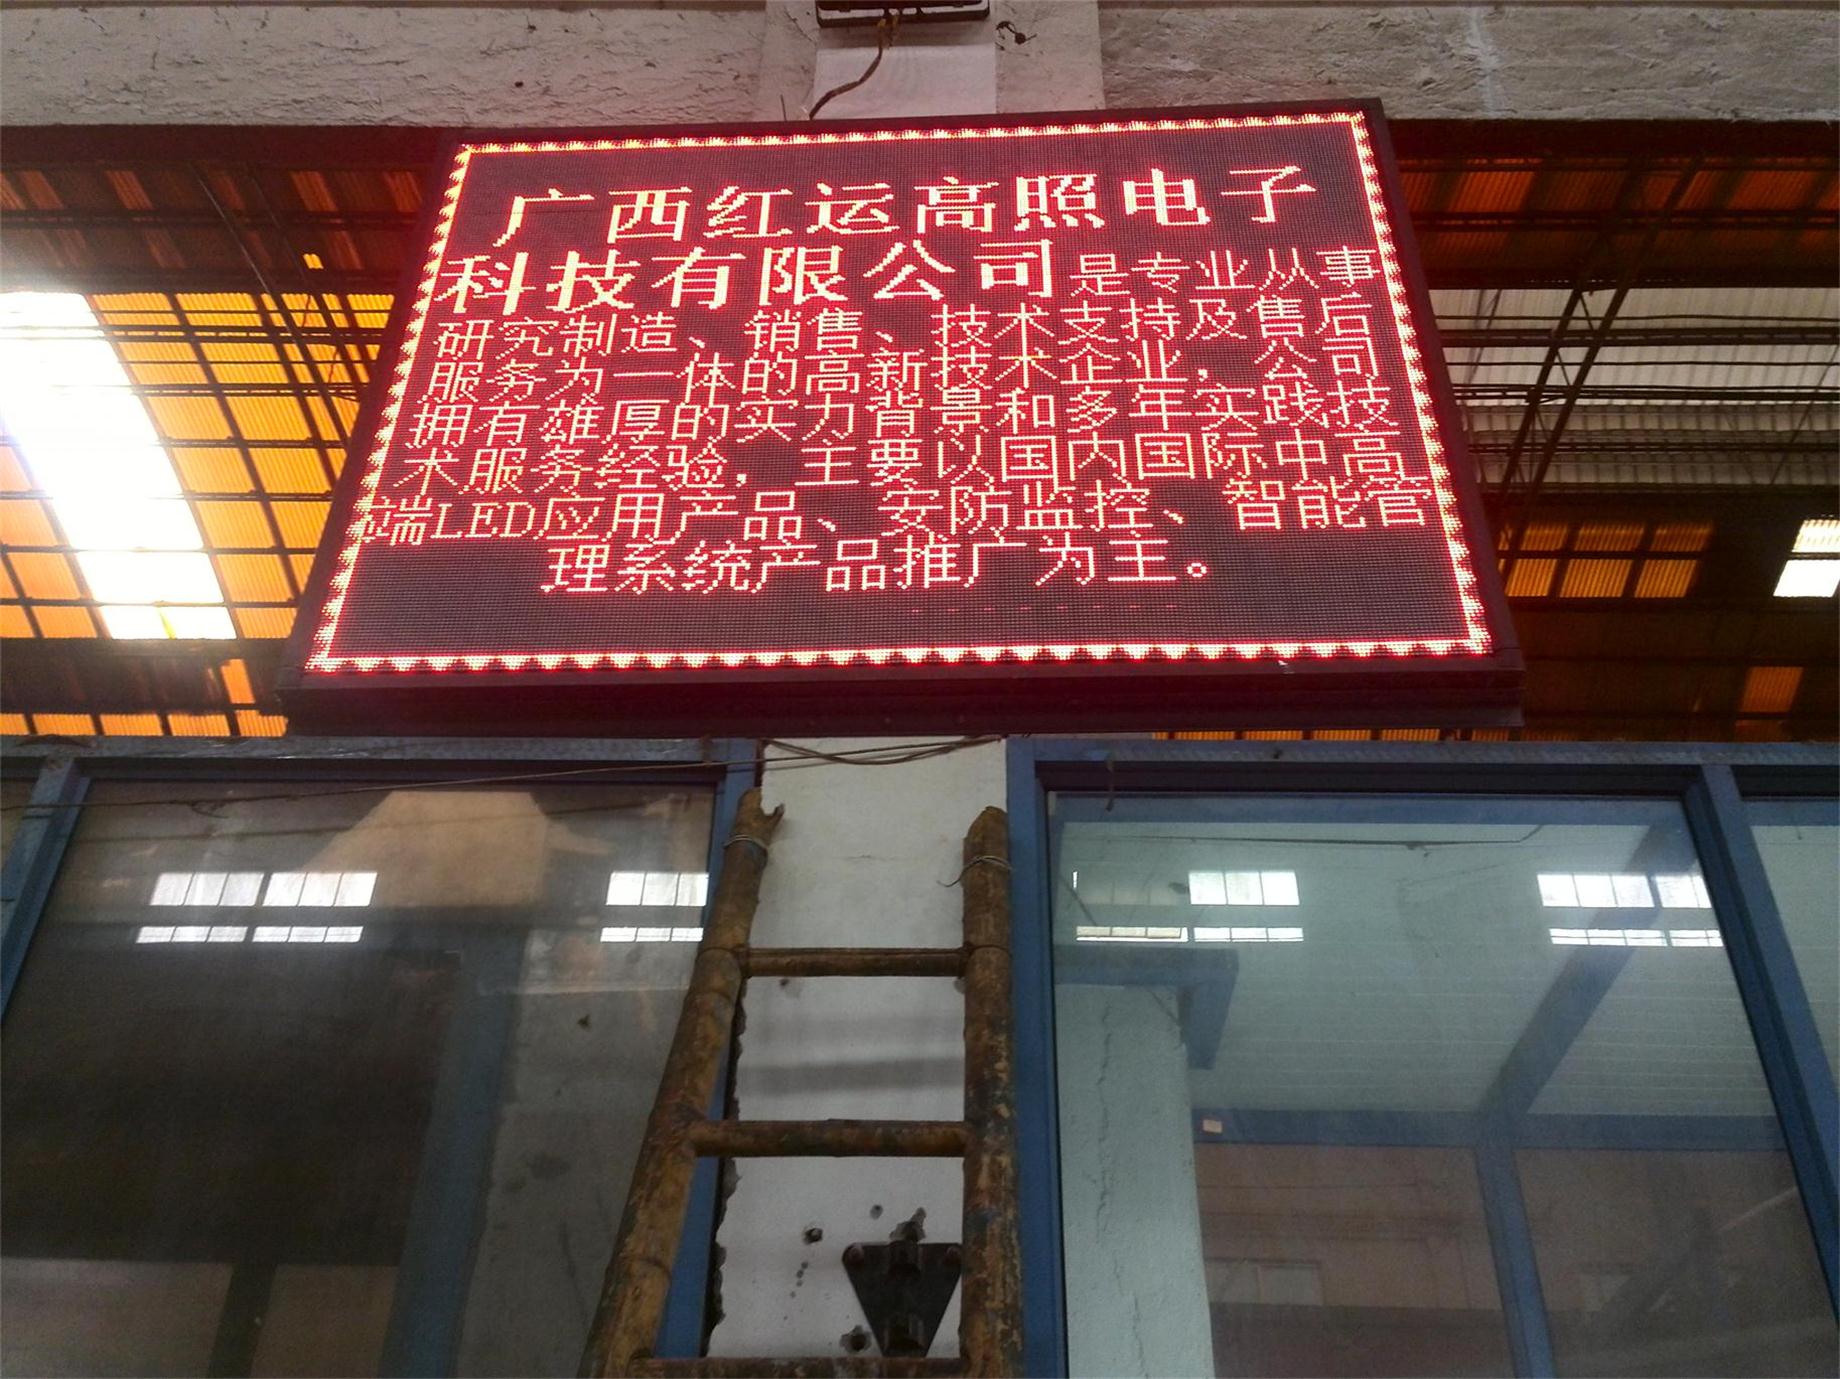 广西红运高照电子
科技有限公司是专业从事
研究制造、销售、技术支持及售后
服务为一体的高新技术企业，公司
拥有雄厚的实力背景和多年实践技
术服务经验，主要以国内国际中高
端LED应用产品、安防监控、智能管
理系统产品推广为主。